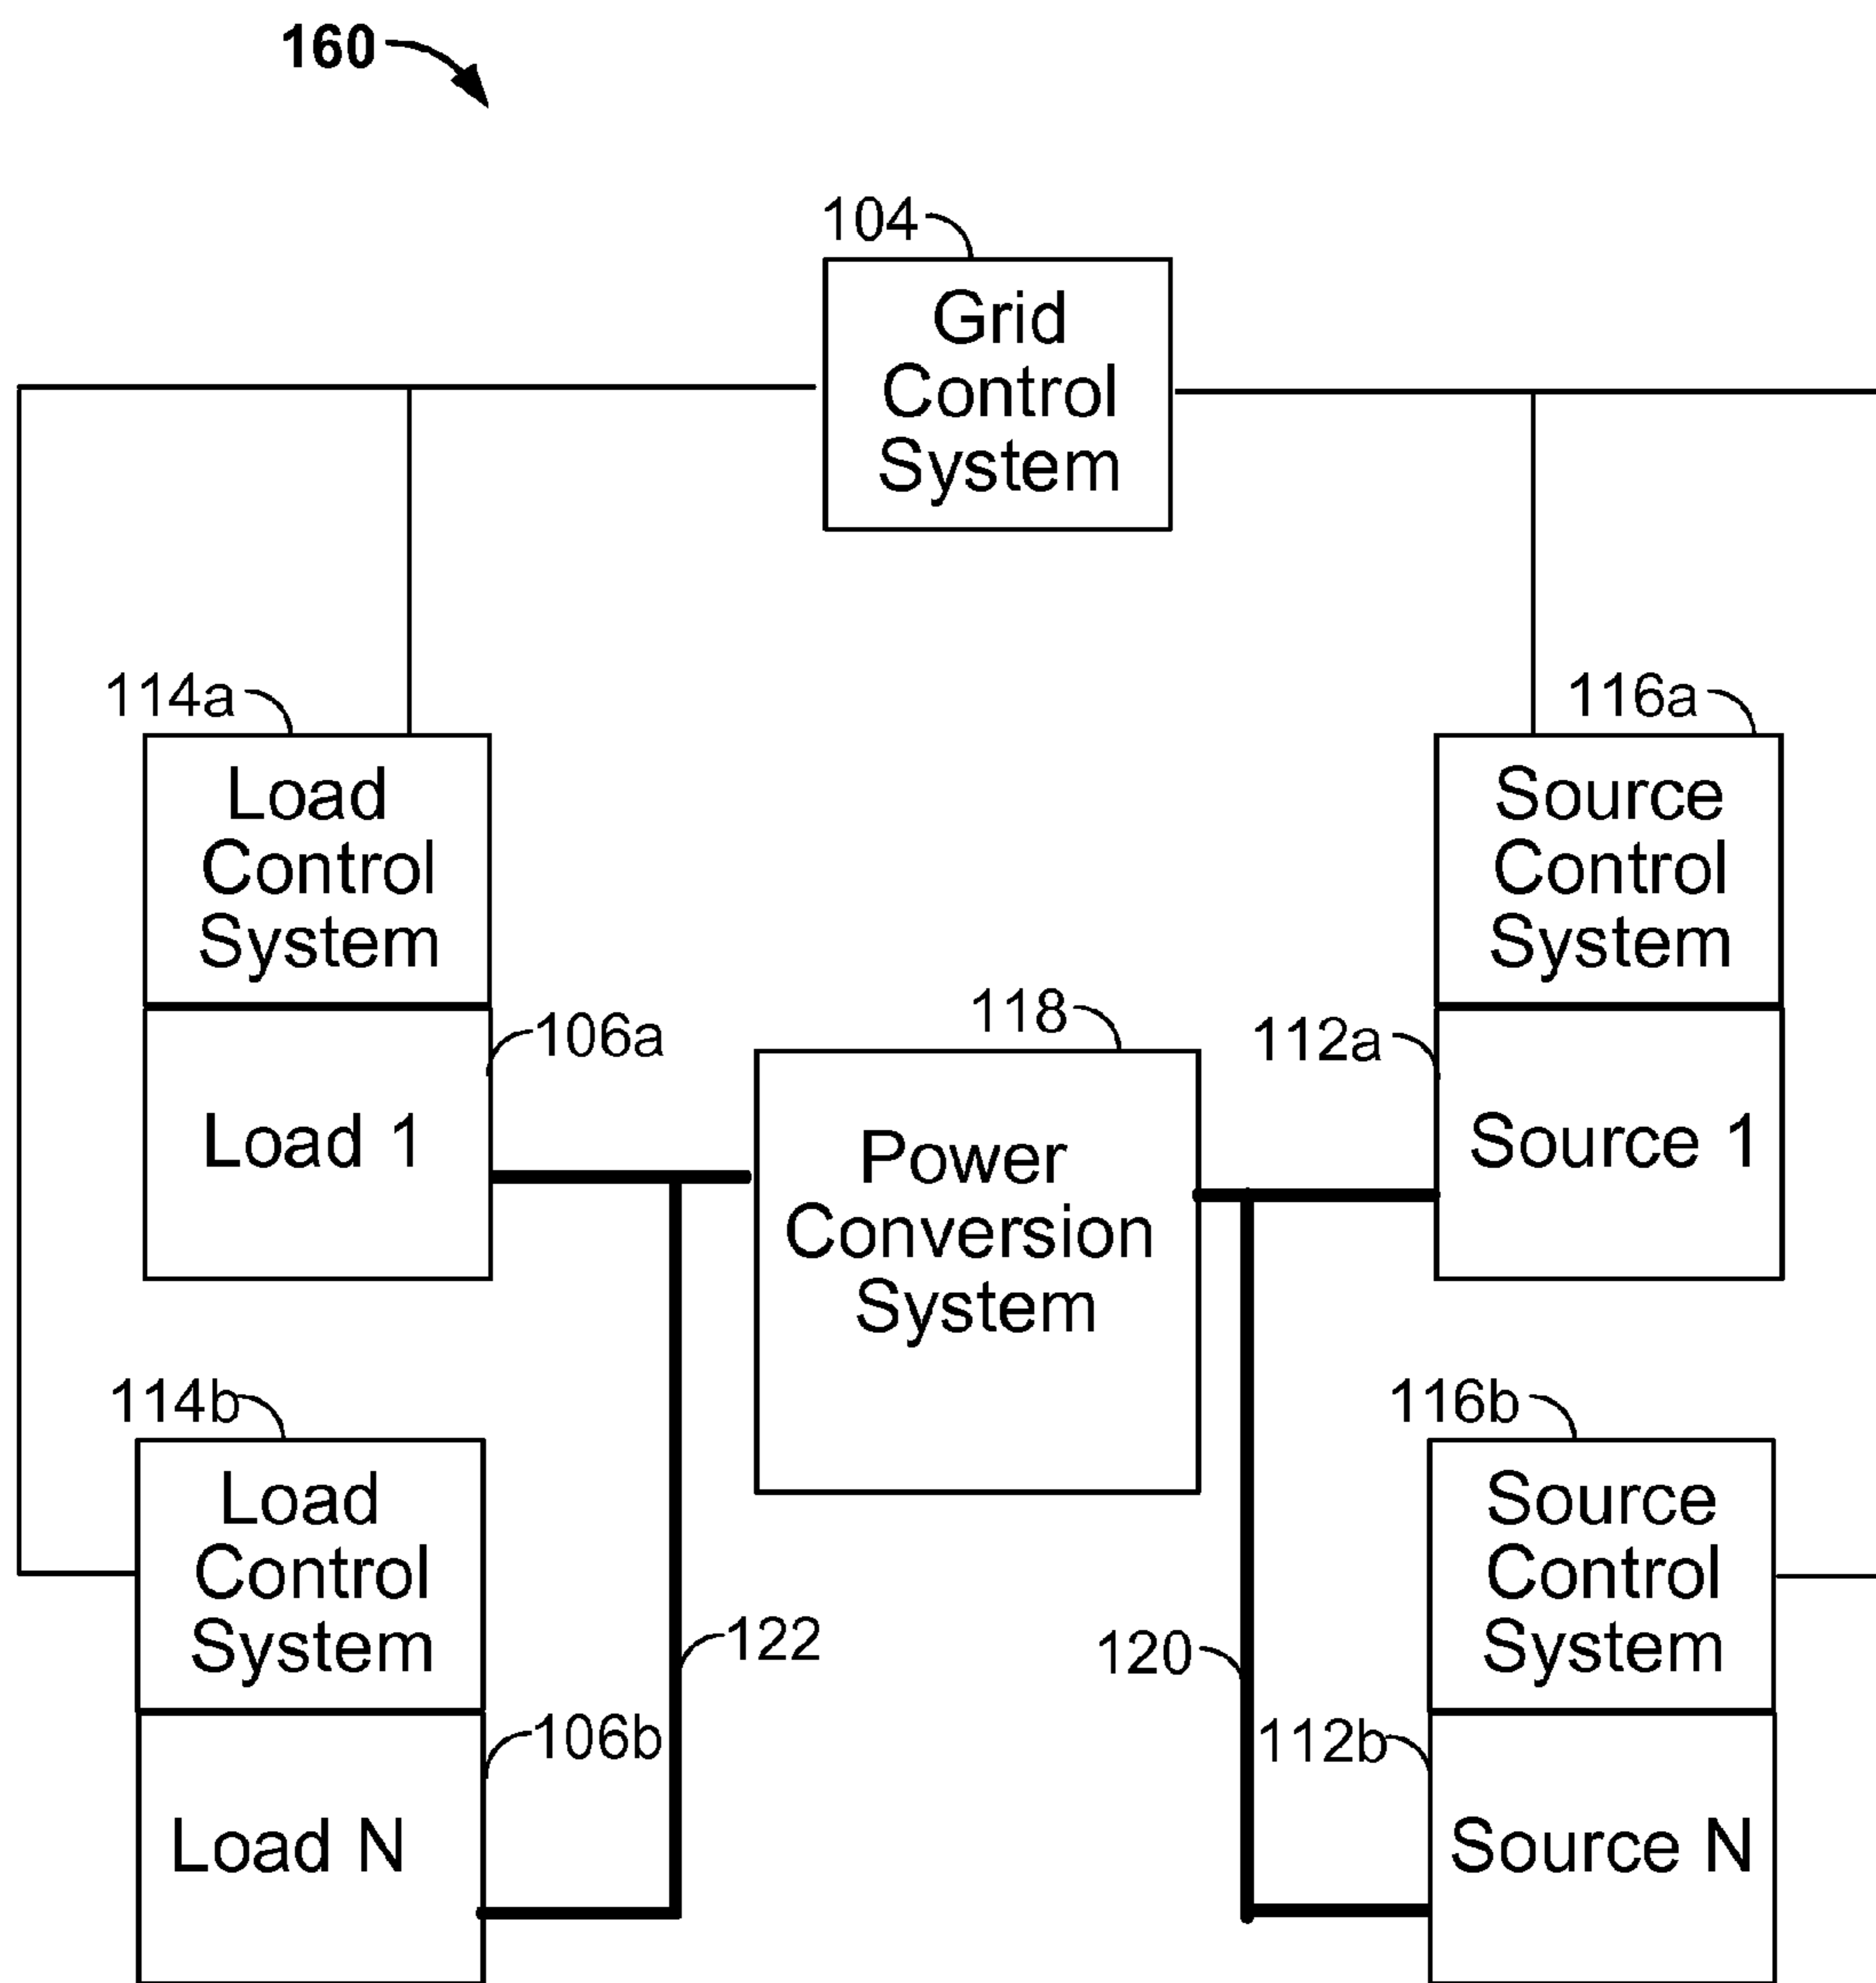 160
104
Grid
Control
System
114a
Load
Control
System
106a
Load 1
116a
Source
Control
System
112a
Source 1
118
Power
Conversion
System
114b
Load
Control
System
106b
Load N
122
120
116b
Source
Control
System
112b
Source N